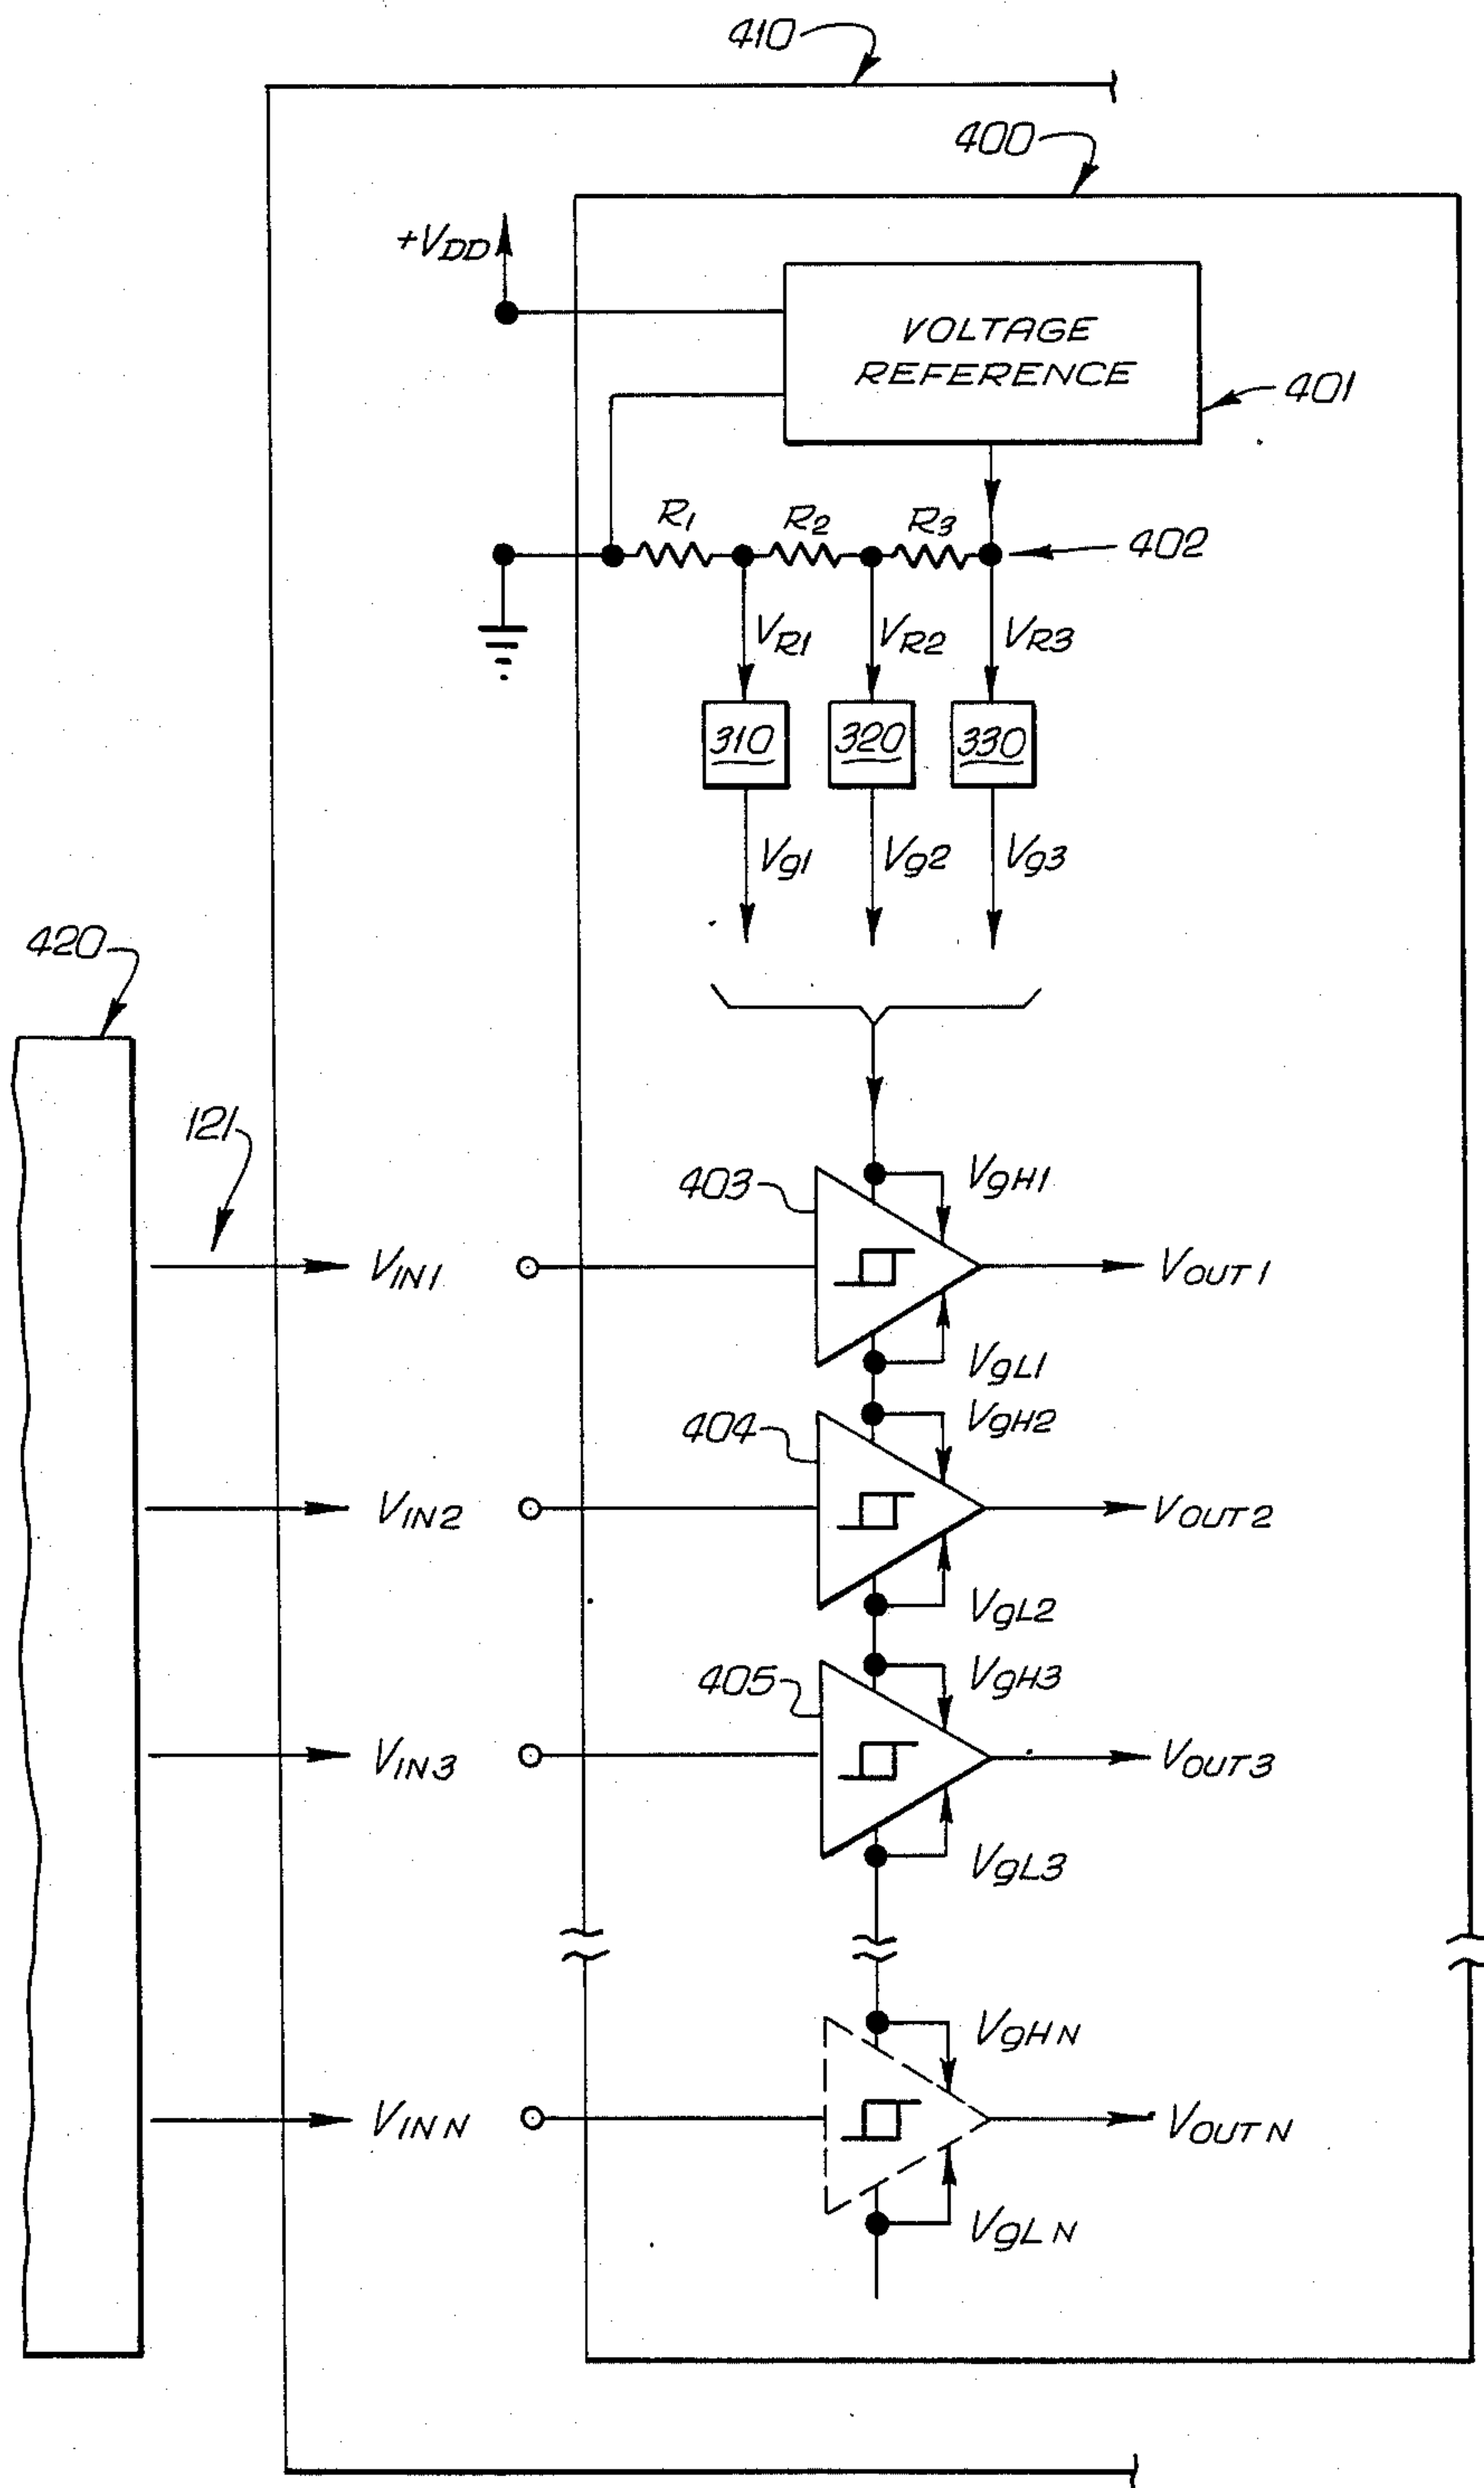 410
400
+VDD
VOLTAGE
REFERENCE
401
R1 R2 R3
402
VR1 VR2 VR3
310 320 330
Vg1 Vg2 Vg3
420
121
403
VgH1
VIN1
VOUT1
VgL1
404
VgH2
VIN2
VOUT2
VgL2
405
VgH3
VIN3
VOUT3
VgL3
VgHN
VINN
VOUTN
VgLN